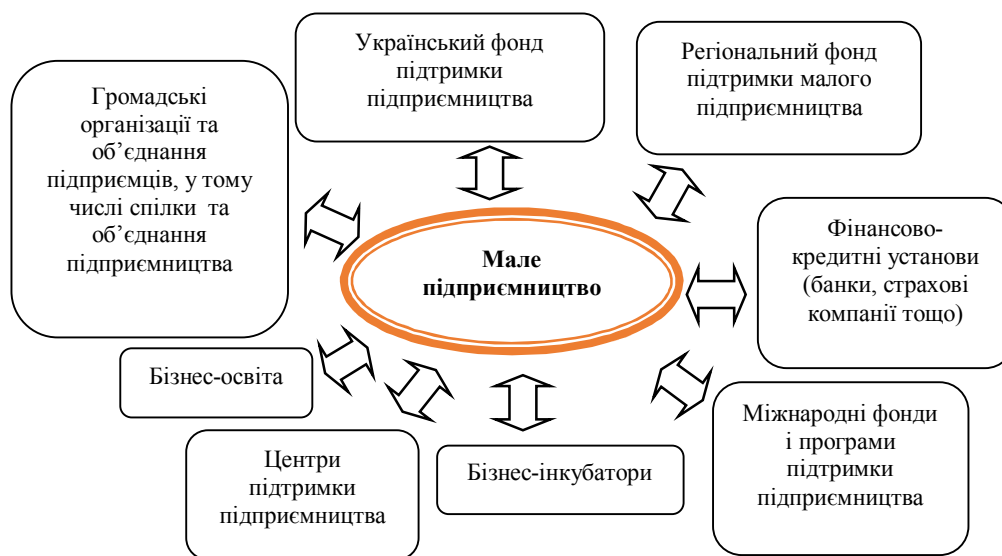 Український фонд
підтримки
підприємництва
Регіональний фонд
підтримки малого
підприємництва
Громадські
організації та
об’єднання
підприємців, у тому
числі спілки та
об’єднання
підприємництва
Мале
підприємництво
Фінансово-
кредитні установи
(банки, страхові
компанії тощо)
Бізнес-освіта
Центри
підтримки
підприємництва
Бізнес-інкубатори
Міжнародні фонди
і програми
підтримки
підприємництва